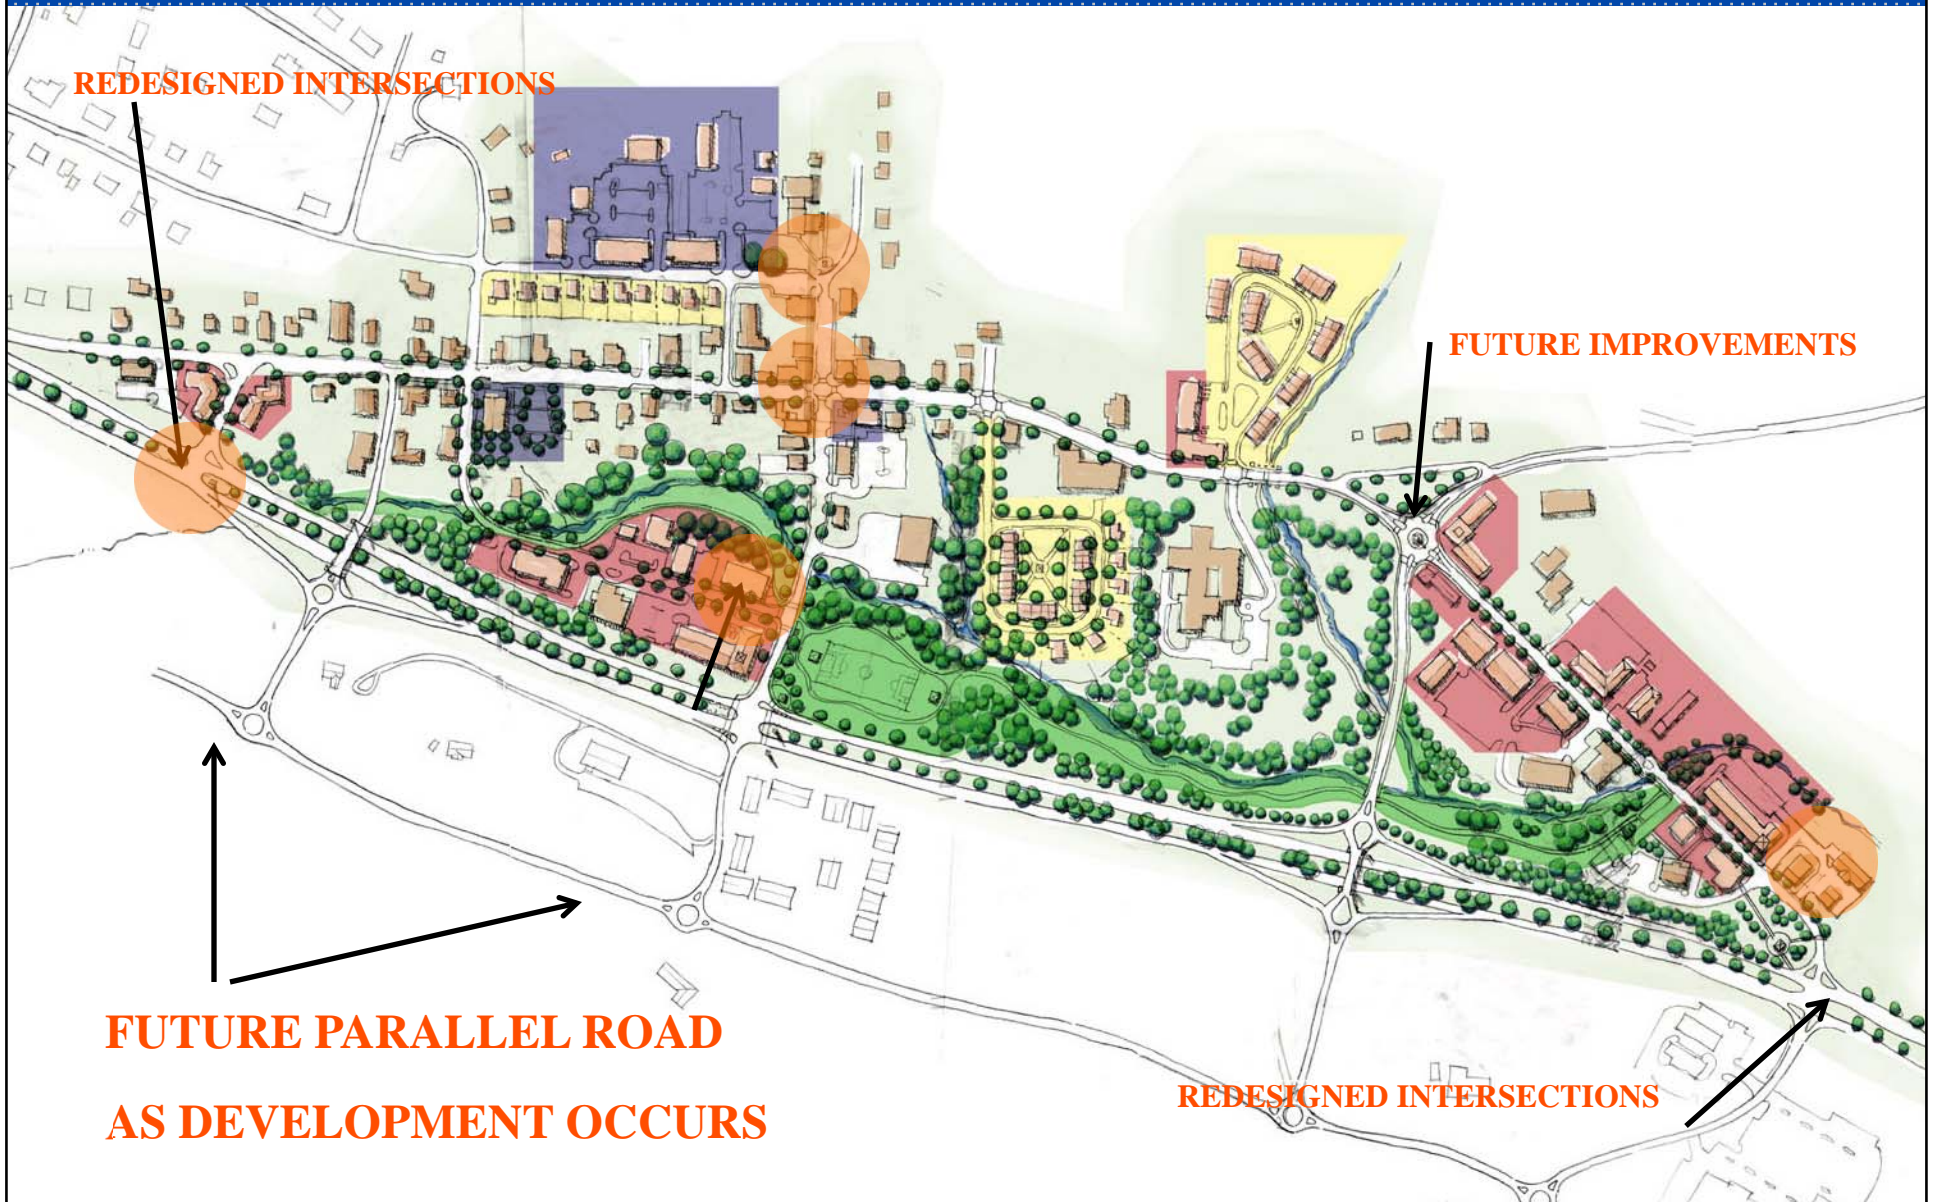 REDESIGNED INTERSECTIONS
FUTURE IMPROVEMENTS
FUTURE PARALLEL ROAD
AS DEVELOPMENT OCCURS
REDESIGNED INTERSECTIONS